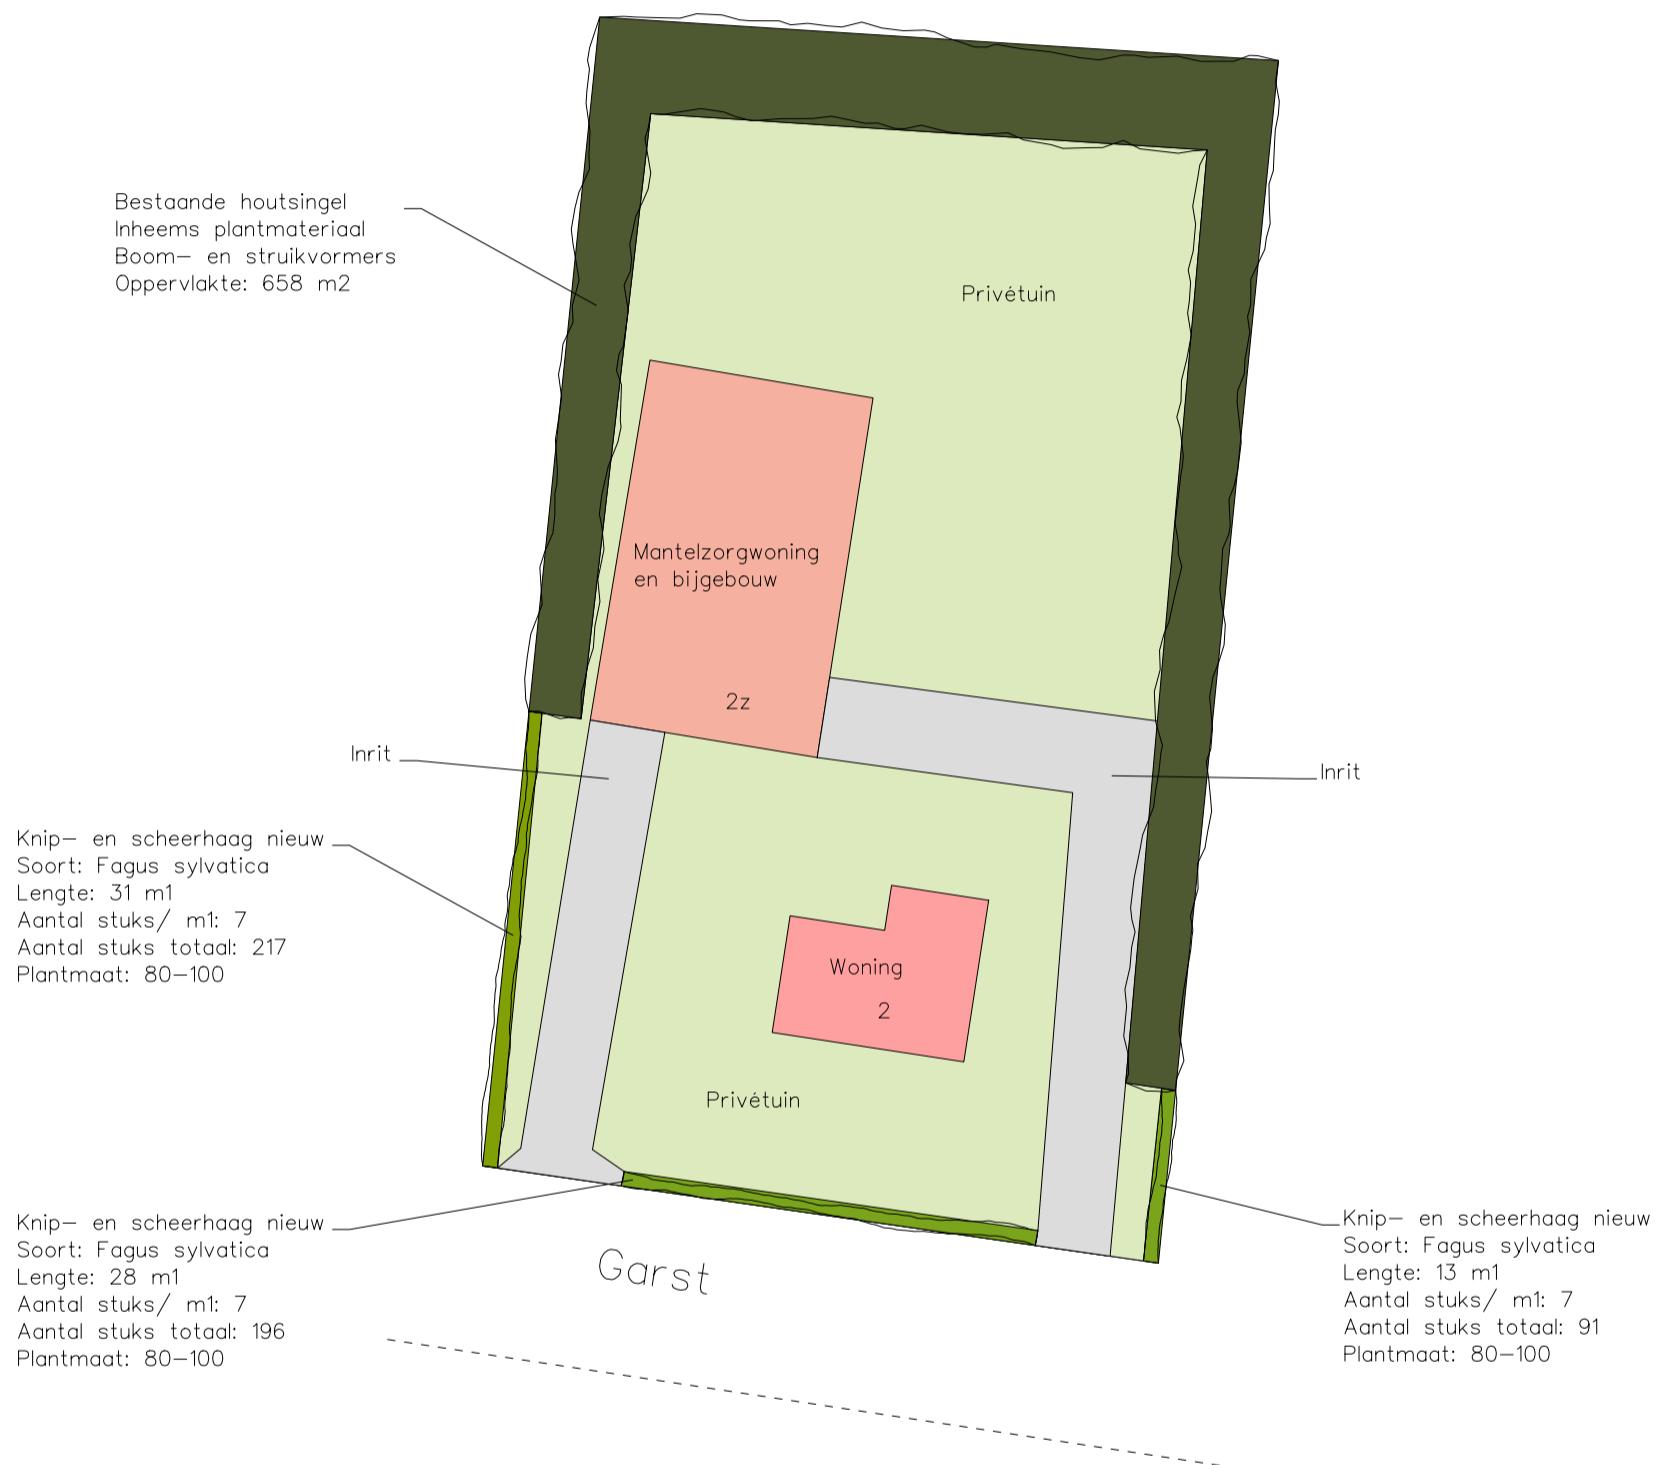 Bestaande houtsingel
Inheems plantmateriaal
Boom- en struikvormers
Oppervlakte: 658 m2
Privétuin
Mantelzorgwoning
en bijgebouw
2z
Inrit
Inrit
Knip- en scheerhaag nieuw
Soort: Fagus sylvatica
Lengte: 31 m1
Aantal stuks/ m1: 7
Aantal stuks totaal: 217
Plantmaat: 80-100
Woning
2
Privétuin
Knip- en scheerhaag nieuw
Soort: Fagus sylvatica
Lengte: 28 m1
Aantal stuks/ m1: 7
Aantal stuks totaal: 196
Plantmaat: 80-100
Garst
Knip- en scheerhaag nieuw
Soort: Fagus sylvatica
Lengte: 13 m1
Aantal stuks/ m1: 7
Aantal stuks totaal: 91
Plantmaat: 80-100